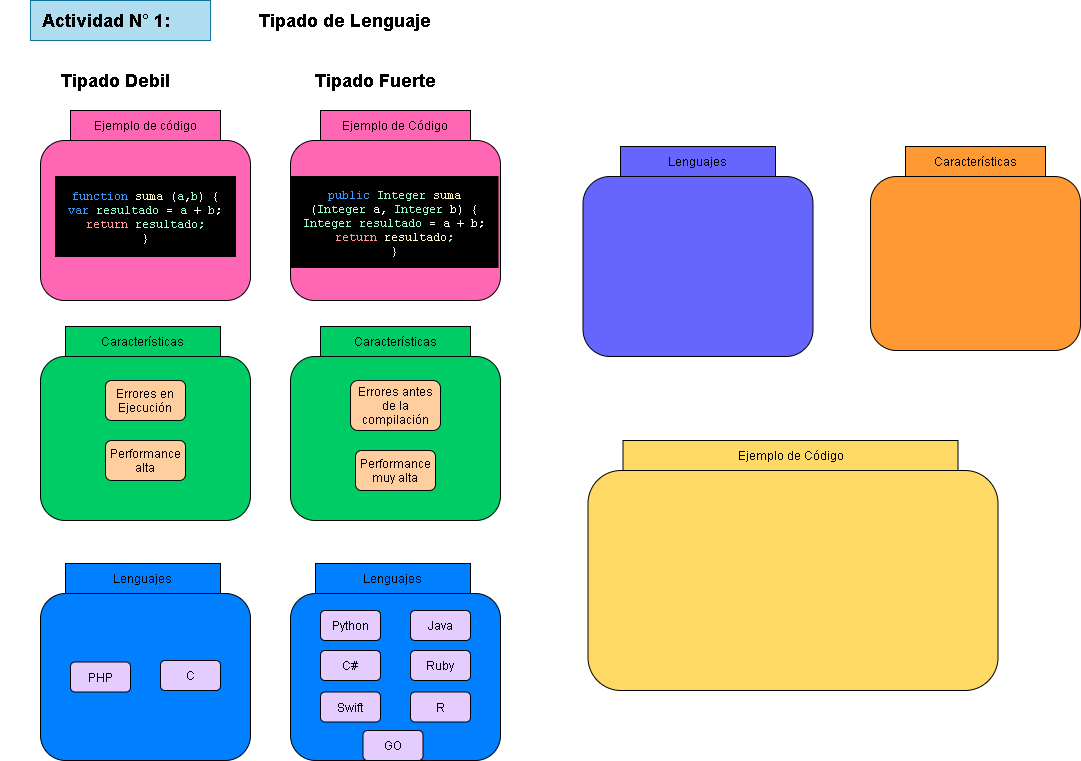 Actividad N° 1:
Tipado de Lenguaje
Tipado Debil
Tipado Fuerte
Ejemplo de código
function suma (a,b) {
var resultado = a + b;
return resultado;
}
Ejemplo de Código
public Integer suma
(Integer a, Integer b) {
Integer resultado = a + b;
return resultado;
}
Lenguajes
Características
Características
Errores en
Ejecución
Performance
alta
Características
Errores antes
de la
compilación
Performance
muy alta
Ejemplo de Código
Lenguajes
PHP
C
Lenguajes
Python
Java
C#
Ruby
Swift
R
GO